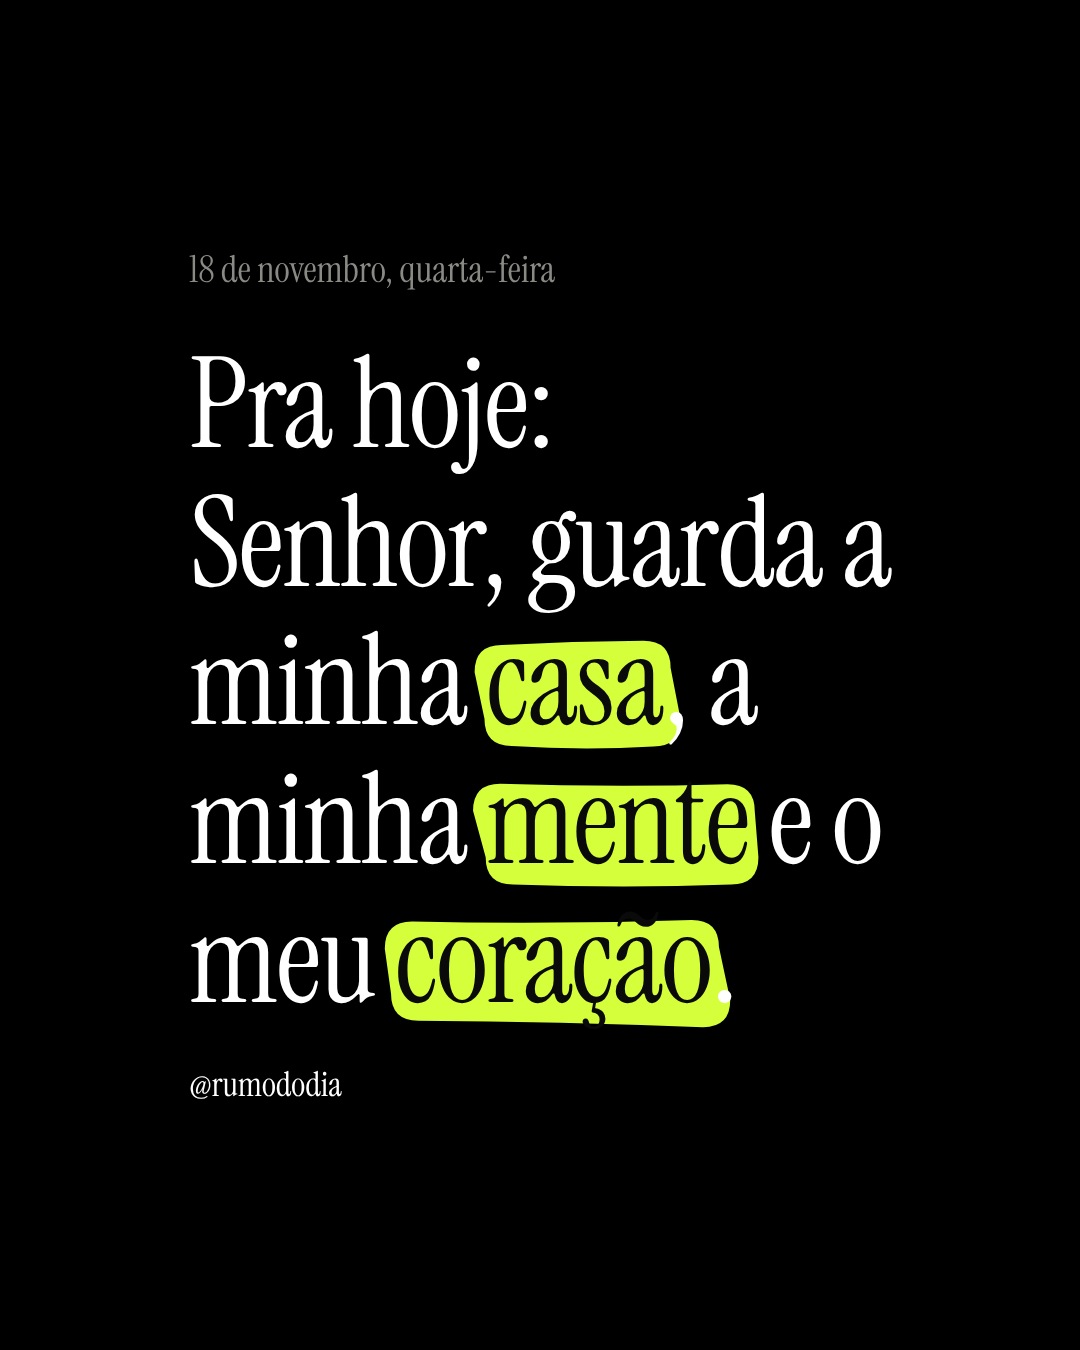 18 de novembro, quarta-feira
Pra hoje:
Senhor, guarda a
minha casa, a
minha mente e o
meu coração.
@rumododia